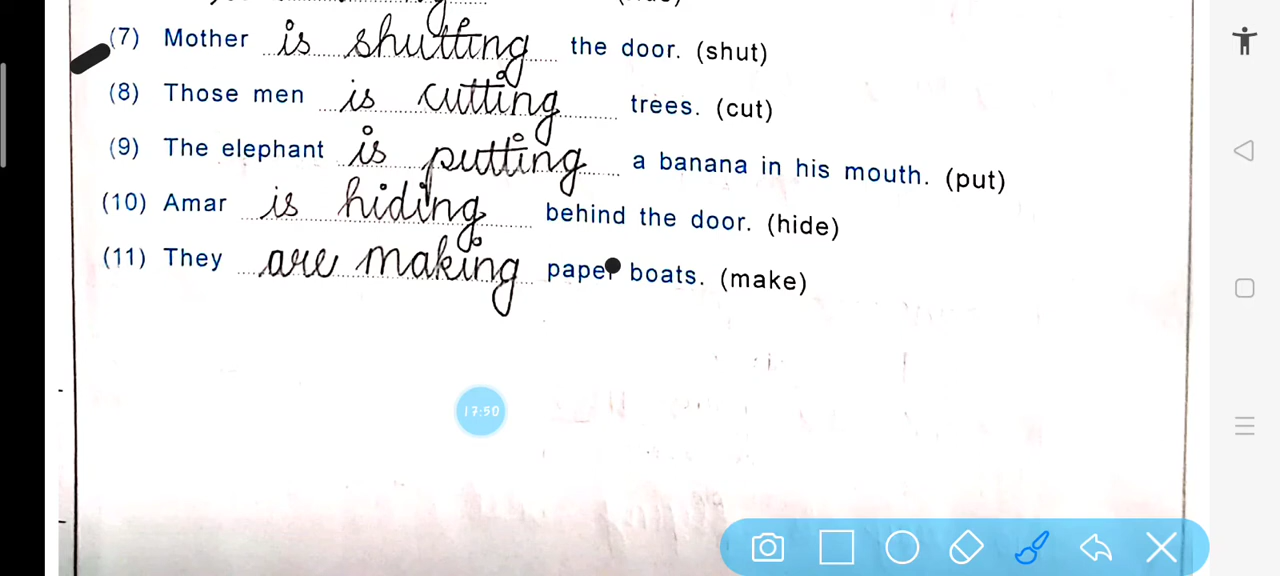 (7) Mother is shutting the door. (shut)
(8) Those men is cutting trees. (cut)
(9) The elephant is putting a banana in his mouth. (put)
(10) Amar is hiding behind the door. (hide)
(11) They are making paper boats. (make)
17:50